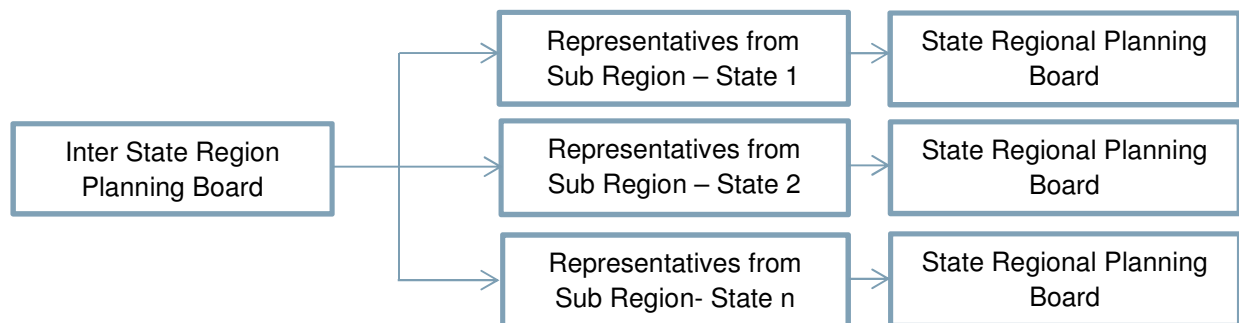 Representatives from
Sub Region – State 1
State Regional Planning
Board
Inter State Region
Planning Board
Representatives from
Sub Region – State 2
State Regional Planning
Board
Representatives from
Sub Region- State n
State Regional Planning
Board